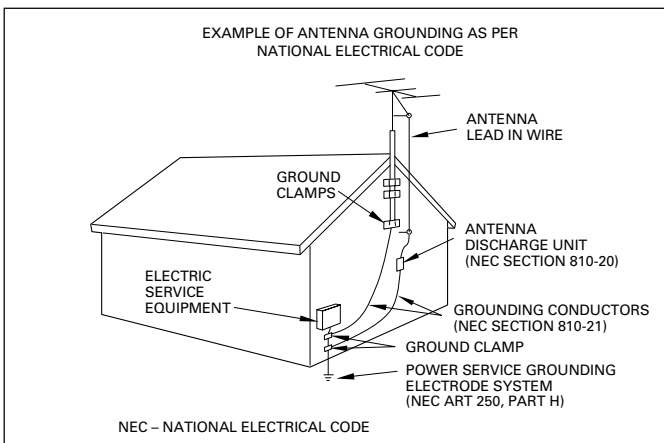 EXAMPLE OF ANTENNA GROUNDING AS PER
NATIONAL ELECTRICAL CODE
ANTENNA
LEAD IN WIRE
GROUND
CLAMPS
ANTENNA
DISCHARGE UNIT
(NEC SECTION 810-20)
ELECTRIC
SERVICE
EQUIPMENT
GROUNDING CONDUCTORS
(NEC SECTION 810-21)
GROUND CLAMP
POWER SERVICE GROUNDING
ELECTRODE SYSTEM
(NEC ART 250, PART H)
NEC – NATIONAL ELECTRICAL CODE